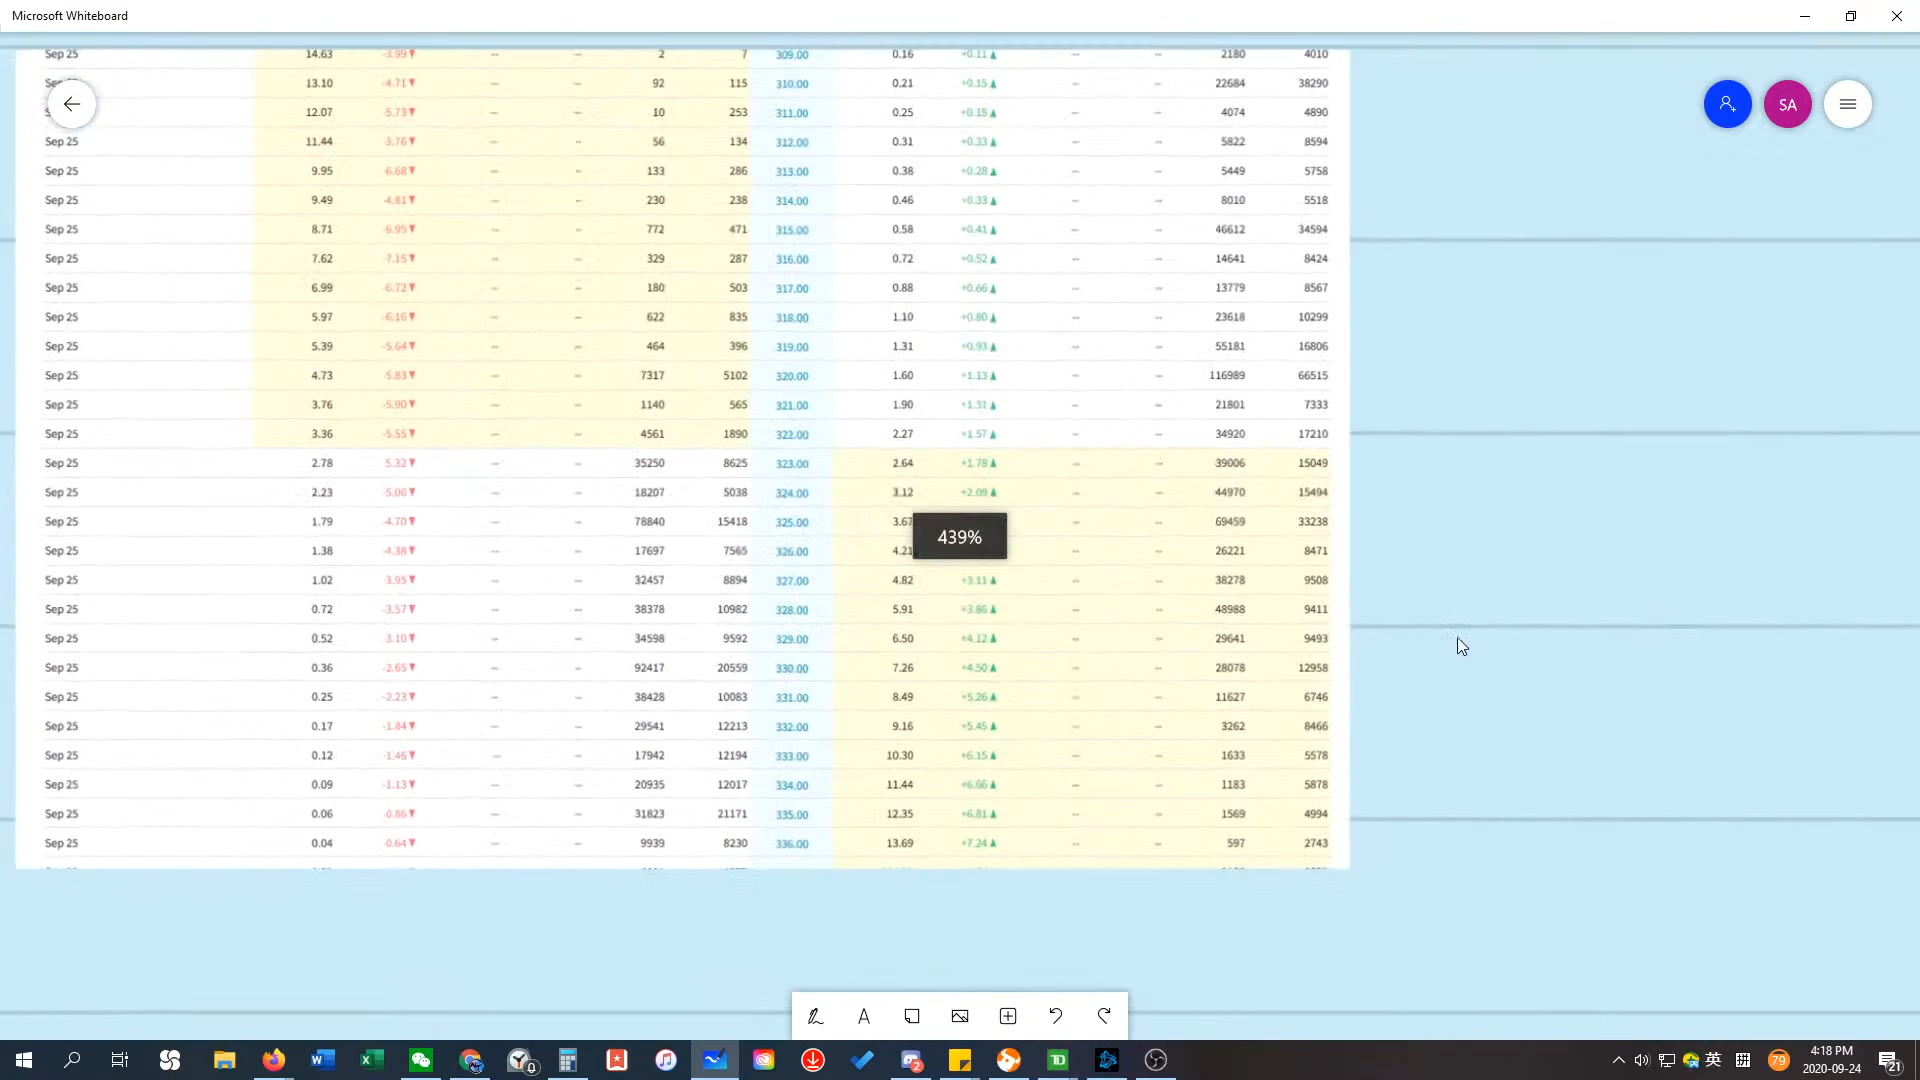 Microsoft Whiteboard
Sep 25 14.63 -3.99▼ -- -- 2 7 309.00 0.16 +0.11▲ -- -- 2180 4010
13.10 -4.71▼ -- -- 92 115 310.00 0.21 +0.15▲ -- -- 22684 38290
12.07 -5.73▼ -- -- 10 253 311.00 0.25 +0.15▲ -- -- 4074 4890
Sep 25 11.44 -3.76▼ -- -- 56 134 312.00 0.31 +0.33▲ -- -- 5822 8594
Sep 25 9.95 -6.68▼ -- -- 133 286 313.00 0.38 +0.28▲ -- -- 5449 5758
Sep 25 9.49 -4.81▼ -- -- 230 238 314.00 0.46 +0.33▲ -- -- 8010 5518
Sep 25 8.71 -6.95▼ -- -- 772 471 315.00 0.58 +0.41▲ -- -- 46612 34594
Sep 25 7.62 -7.15▼ -- -- 329 287 316.00 0.72 +0.52▲ -- -- 14641 8424
Sep 25 6.99 -6.72▼ -- -- 180 503 317.00 0.88 +0.66▲ -- -- 13779 8567
Sep 25 5.97 -6.16▼ -- -- 622 835 318.00 1.10 +0.80▲ -- -- 23618 10299
Sep 25 5.39 -5.64▼ -- -- 464 396 319.00 1.31 +0.93▲ -- -- 55181 16806
Sep 25 4.73 -5.83▼ -- -- 7317 5102 320.00 1.60 +1.13▲ -- -- 116989 66515
Sep 25 3.76 -5.90▼ -- -- 1140 565 321.00 1.90 +1.31▲ -- -- 21801 7333
Sep 25 3.36 -5.55▼ -- -- 4561 1890 322.00 2.27 +1.57▲ -- -- 34920 17210
Sep 25 2.78 -5.32▼ -- -- 35250 8625 323.00 2.64 +1.78▲ -- -- 39006 15049
Sep 25 2.23 -5.06▼ -- -- 18207 5038 324.00 3.12 +2.09▲ -- -- 44970 15494
Sep 25 1.79 -4.70▼ -- -- 78840 15418 325.00 3.67 -- -- 69459 33238
439%
Sep 25 1.38 -4.38▼ -- -- 17697 7565 326.00 4.21 -- -- 26221 8471
Sep 25 1.02 -3.95▼ -- -- 32457 8894 327.00 4.82 +3.11▲ -- -- 38278 9508
Sep 25 0.72 -3.57▼ -- -- 38378 10982 328.00 5.91 +3.86▲ -- -- 48988 9411
Sep 25 0.52 -3.10▼ -- -- 34598 9592 329.00 6.50 +4.12▲ -- -- 29641 9493
Sep 25 0.36 -2.65▼ -- -- 92417 20559 330.00 7.26 +4.50▲ -- -- 28078 12958
Sep 25 0.25 -2.23▼ -- -- 38428 10083 331.00 8.49 +5.26▲ -- -- 11627 6746
Sep 25 0.17 -1.84▼ -- -- 29541 12213 332.00 9.16 +5.45▲ -- -- 3262 8466
Sep 25 0.12 -1.46▼ -- -- 17942 12194 333.00 10.30 +6.15▲ -- -- 1633 5578
Sep 25 0.09 -1.13▼ -- -- 20935 12017 334.00 11.44 +6.66▲ -- -- 1183 5878
Sep 25 0.06 -0.86▼ -- -- 31823 21171 335.00 12.35 +6.81▲ -- -- 1569 4994
Sep 25 0.04 -0.64▼ -- -- 9939 8230 336.00 13.69 +7.24▲ -- -- 597 2743
SA
英 拼 79 4:18 PM
2020-09-24 21